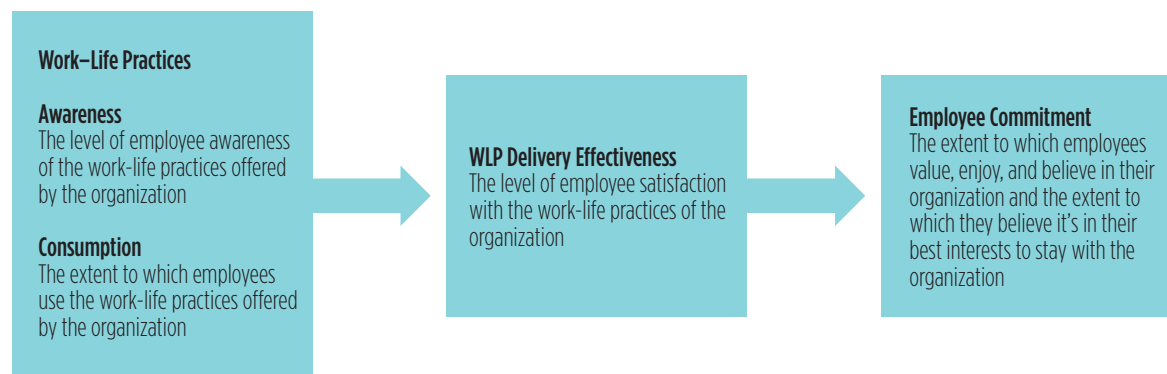 Work–Life Practices
Awareness
The level of employee awareness
of the work-life practices offered
by the organization
Consumption
The extent to which employees
use the work-life practices offered
by the organization
WLP Delivery Effectiveness
The level of employee satisfaction
with the work-life practices of the
organization
Employee Commitment
The extent to which employees
value, enjoy, and believe in their
organization and the extent to
which they believe it's in their
best interests to stay with the
organization